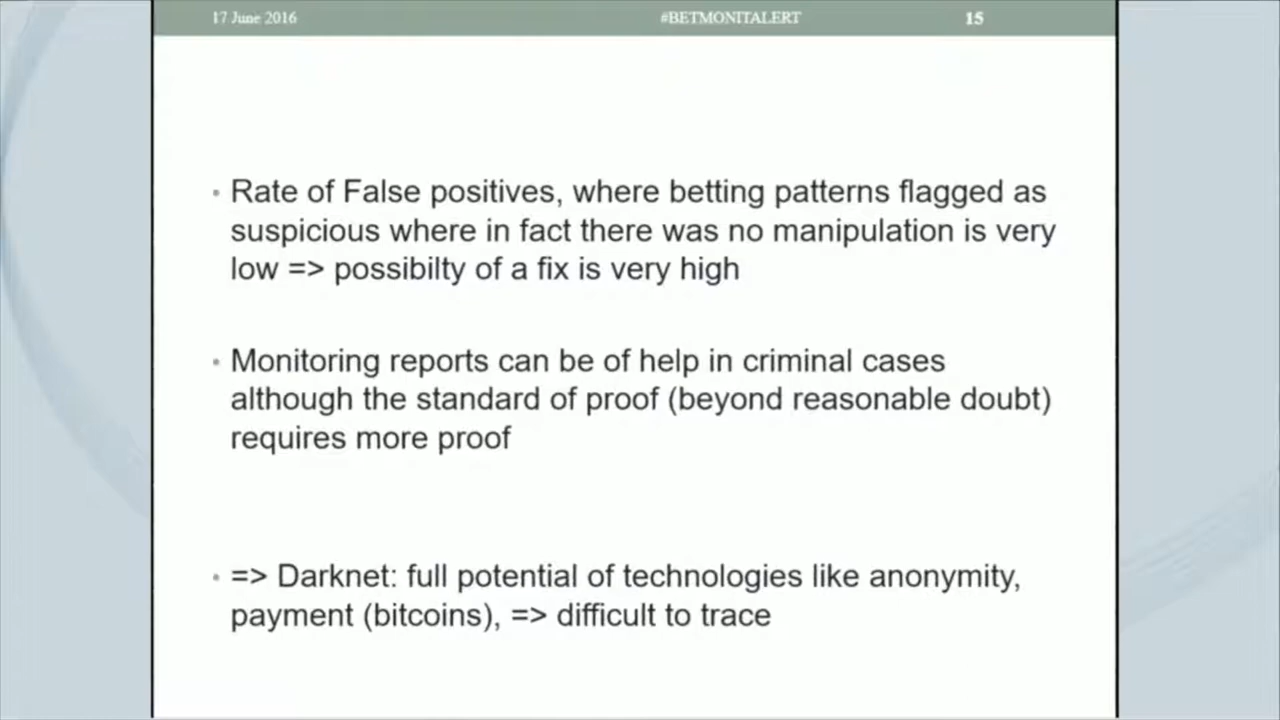 17 June 2016 #BETMONITALERT 15
• Rate of False positives, where betting patterns flagged as
suspicious where in fact there was no manipulation is very
low => possibilty of a fix is very high
• Monitoring reports can be of help in criminal cases
although the standard of proof (beyond reasonable doubt)
requires more proof
• => Darknet: full potential of technologies like anonymity,
payment (bitcoins), => difficult to trace